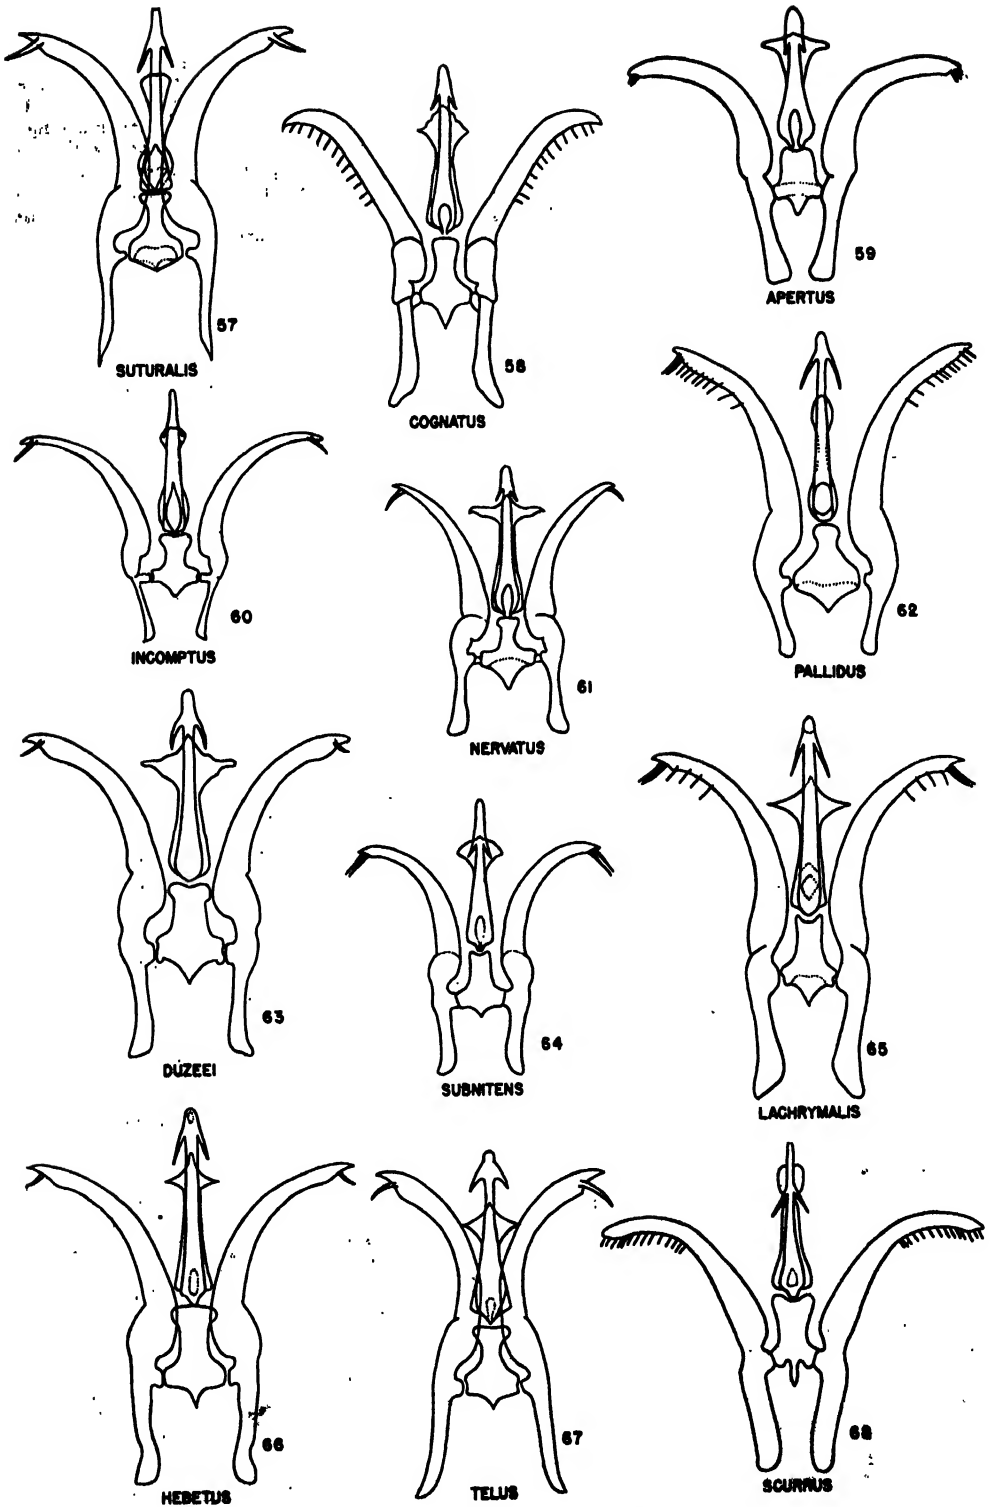 57
SUTURALIS
58
COGNATUS
59
APERTUS
60
INCOMPTUS
61
NERVATUS
62
PALLIDUS
63
DUZEEI
64
SUBNITENS
65
LACHRYMALIS
66
HEBETUS
67
TELUS
68
SCURRUS